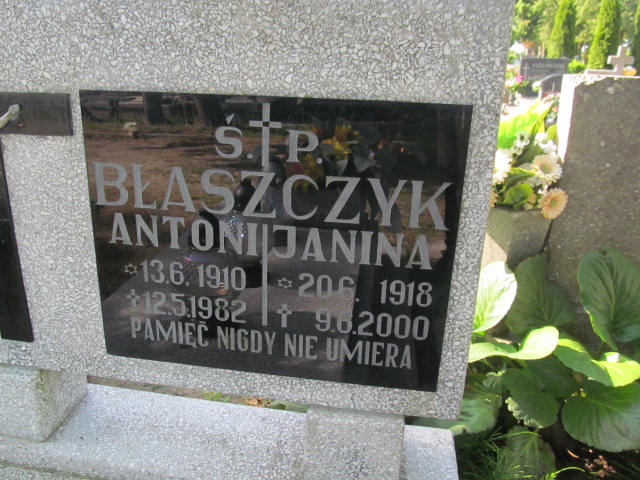 Ś.P.
BŁASZCZYK
ANTONI JANINA
13.6.1910 20.6.1918
12.5.1982 9.6.2000
PAMIĘĆ NIGDY NIE UMIERA